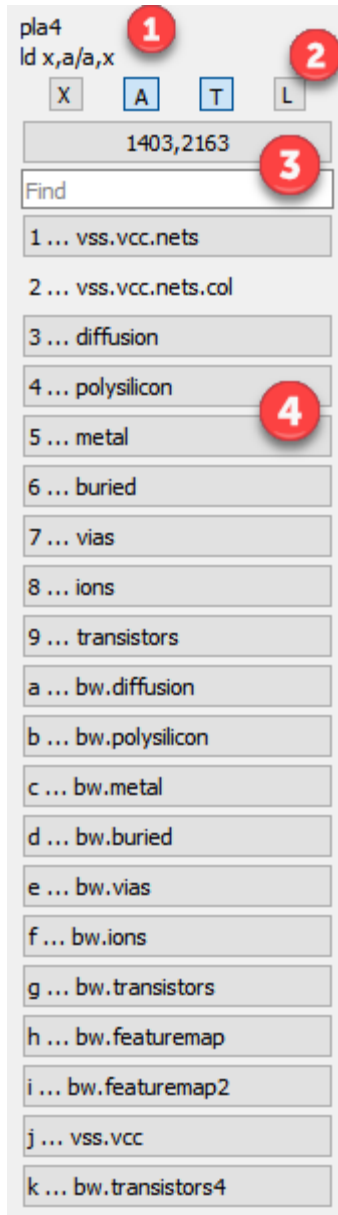 pla4
1
ld x,a/a,x
2
X A T L
1403,2163
3
Find
1 ... vss.vcc.nets
2 ... vss.vcc.nets.col
3 ... diffusion
4 ... polysilicon
4
5 ... metal
6 ... buried
7 ... vias
8 ... ions
9 ... transistors
a ... bw.diffusion
b ... bw.polysilicon
c ... bw.metal
d ... bw.buried
e ... bw.vias
f ... bw.ions
g ... bw.transistors
h ... bw.featuremap
i ... bw.featuremap2
j ... vss.vcc
k ... bw.transistors4